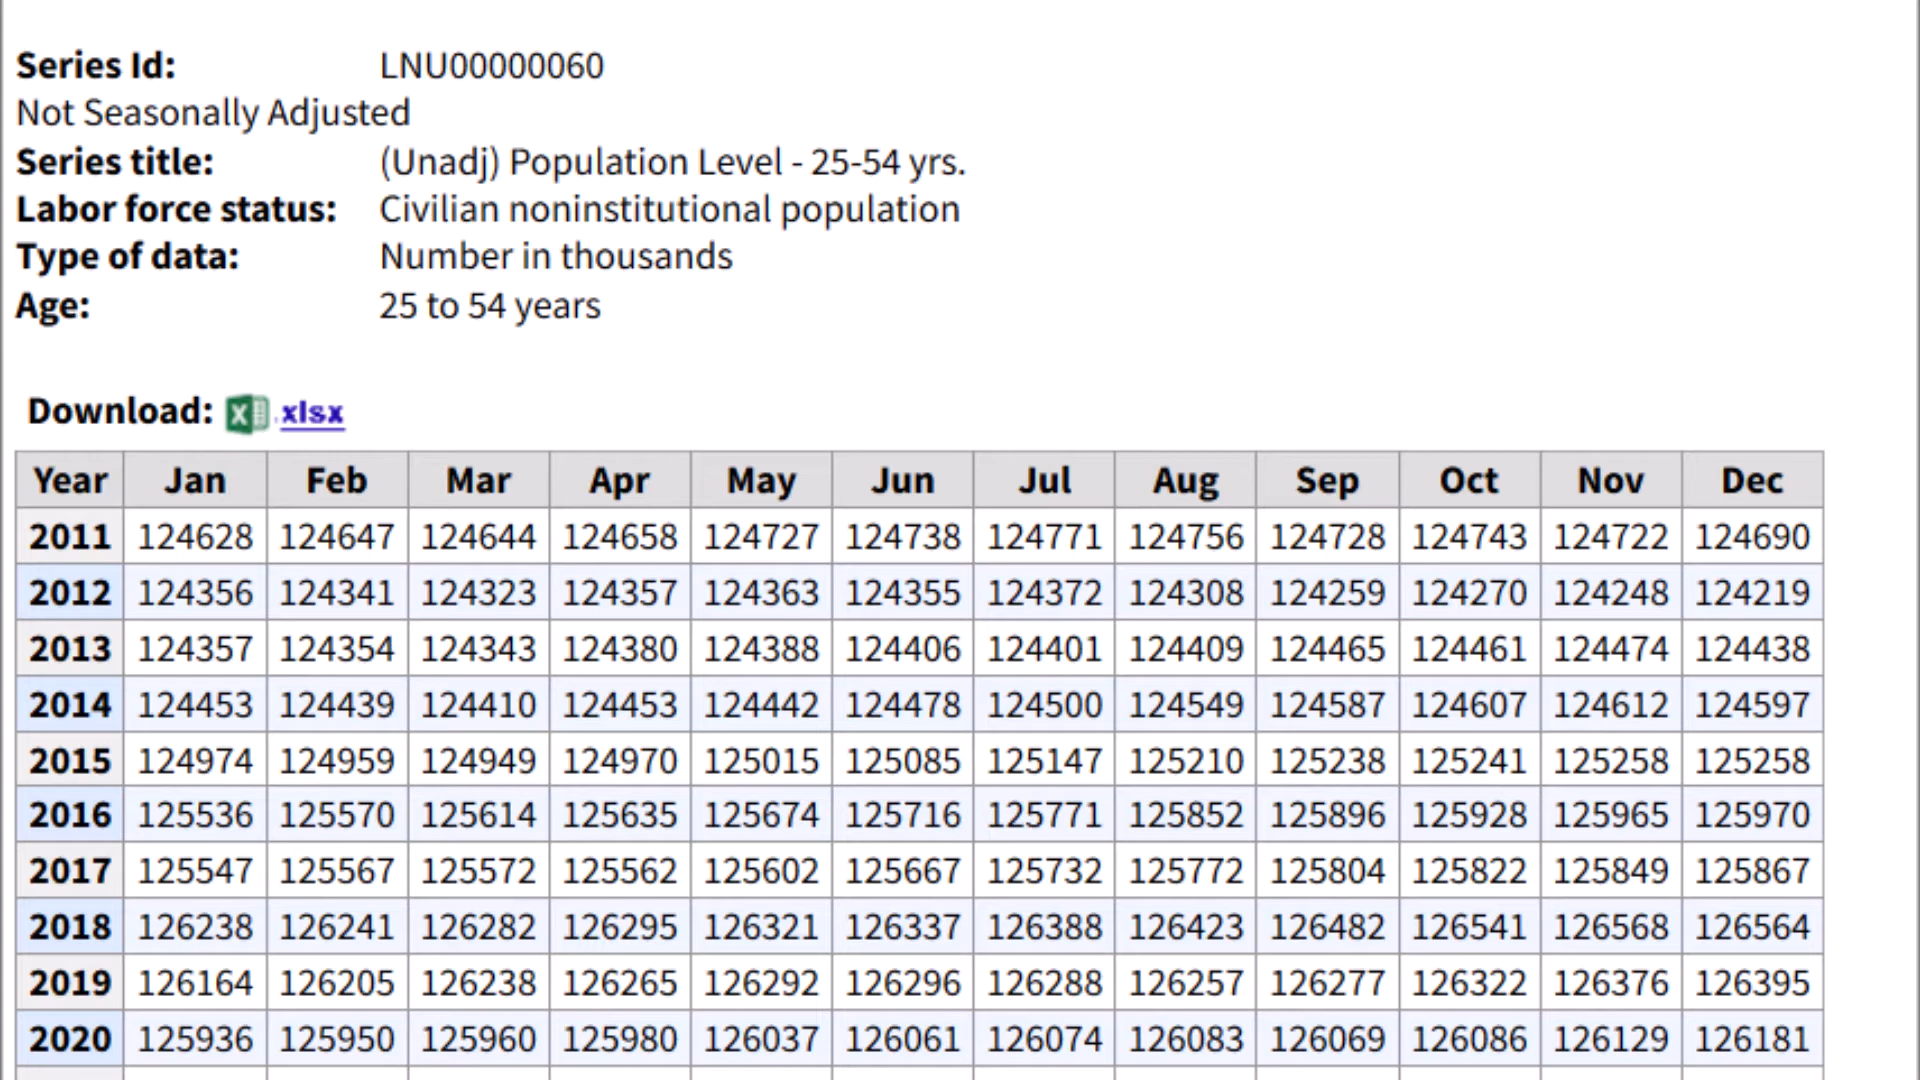 Series Id: LNU00000060
Not Seasonally Adjusted
Series title: (Unadj) Population Level - 25-54 yrs.
Labor force status: Civilian noninstitutional population
Type of data: Number in thousands
Age: 25 to 54 years
Download: .xlsx
Year Jan Feb Mar Apr May Jun Jul Aug Sep Oct Nov Dec
2011 124628 124647 124644 124658 124727 124738 124771 124756 124728 124743 124722 124690
2012 124356 124341 124323 124357 124363 124355 124372 124308 124259 124270 124248 124219
2013 124357 124354 124343 124380 124388 124406 124401 124409 124465 124461 124474 124438
2014 124453 124439 124410 124453 124442 124478 124500 124549 124587 124607 124612 124597
2015 124974 124959 124949 124970 125015 125085 125147 125210 125238 125241 125258 125258
2016 125536 125570 125614 125635 125674 125716 125771 125852 125896 125928 125965 125970
2017 125547 125567 125572 125562 125602 125667 125732 125772 125804 125822 125849 125867
2018 126238 126241 126282 126295 126321 126337 126388 126423 126482 126541 126568 126564
2019 126164 126205 126238 126265 126292 126296 126288 126257 126277 126322 126376 126395
2020 125936 125950 125960 125980 126037 126061 126074 126083 126069 126086 126129 126181